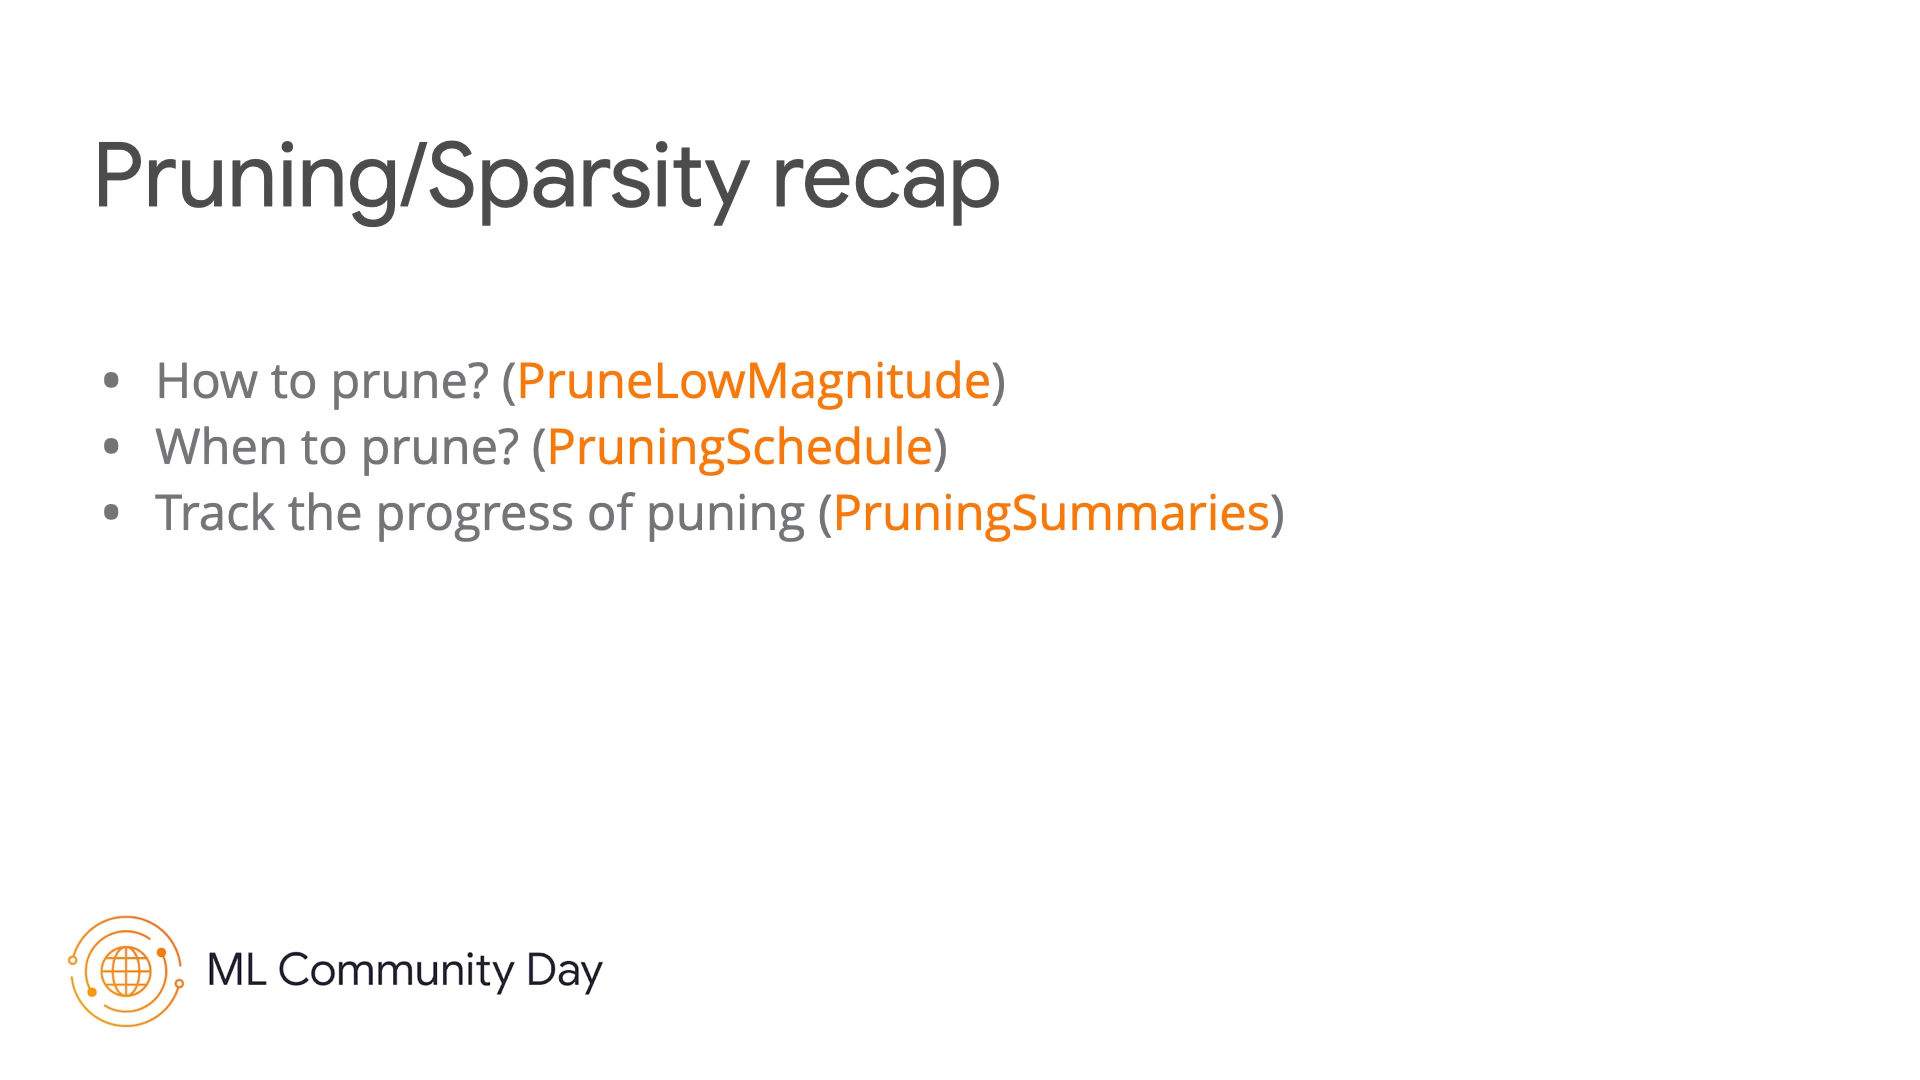 Pruning/Sparsity recap
• How to prune? (PruneLowMagnitude)
• When to prune? (PruningSchedule)
• Track the progress of puning (PruningSummaries)
ML Community Day